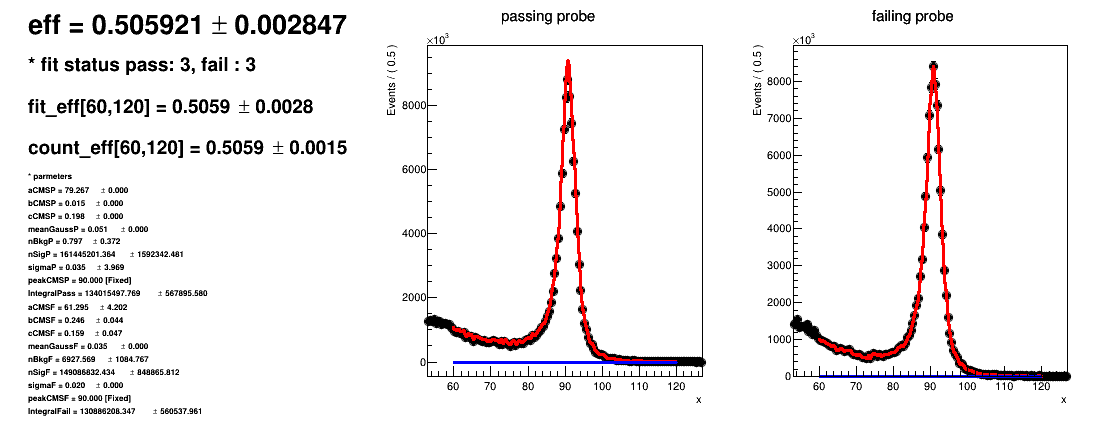 eff = 0.505921 ± 0.002847
* fit status pass: 3, fail : 3
fit_eff[60,120] = 0.5059 ± 0.0028
count_eff[60,120] = 0.5059 ± 0.0015
* parmeters
aCMSP = 79.267 ± 0.000
bCMSP = 0.015 ± 0.000
cCMSP = 0.198 ± 0.000
meanGaussP = 0.051 ± 0.000
nBkgP = 0.797 ± 0.372
nSigP = 161445201.364 ± 1592342.481
sigmaP = 0.035 ± 3.969
peakCMSP = 90.000 [Fixed]
IntegralPass = 134015497.769 ± 567895.580
aCMSF = 61.295 ± 4.202
bCMSF = 0.246 ± 0.044
cCMSF = 0.159 ± 0.047
meanGaussF = 0.035 ± 0.000
nBkgF = 6927.569 ± 1084.767
nSigF = 149086832.434 ± 848865.812
sigmaF = 0.020 ± 0.000
peakCMSF = 90.000 [Fixed]
IntegralFail = 130886208.347 ± 560537.961
passing probe
×10³
Events / ( 0.5 )
8000
6000
4000
2000
0
60 70 80 90 100 110 120
x
failing probe
×10³
Events / ( 0.5 )
8000
7000
6000
5000
4000
3000
2000
1000
0
60 70 80 90 100 110 120
x